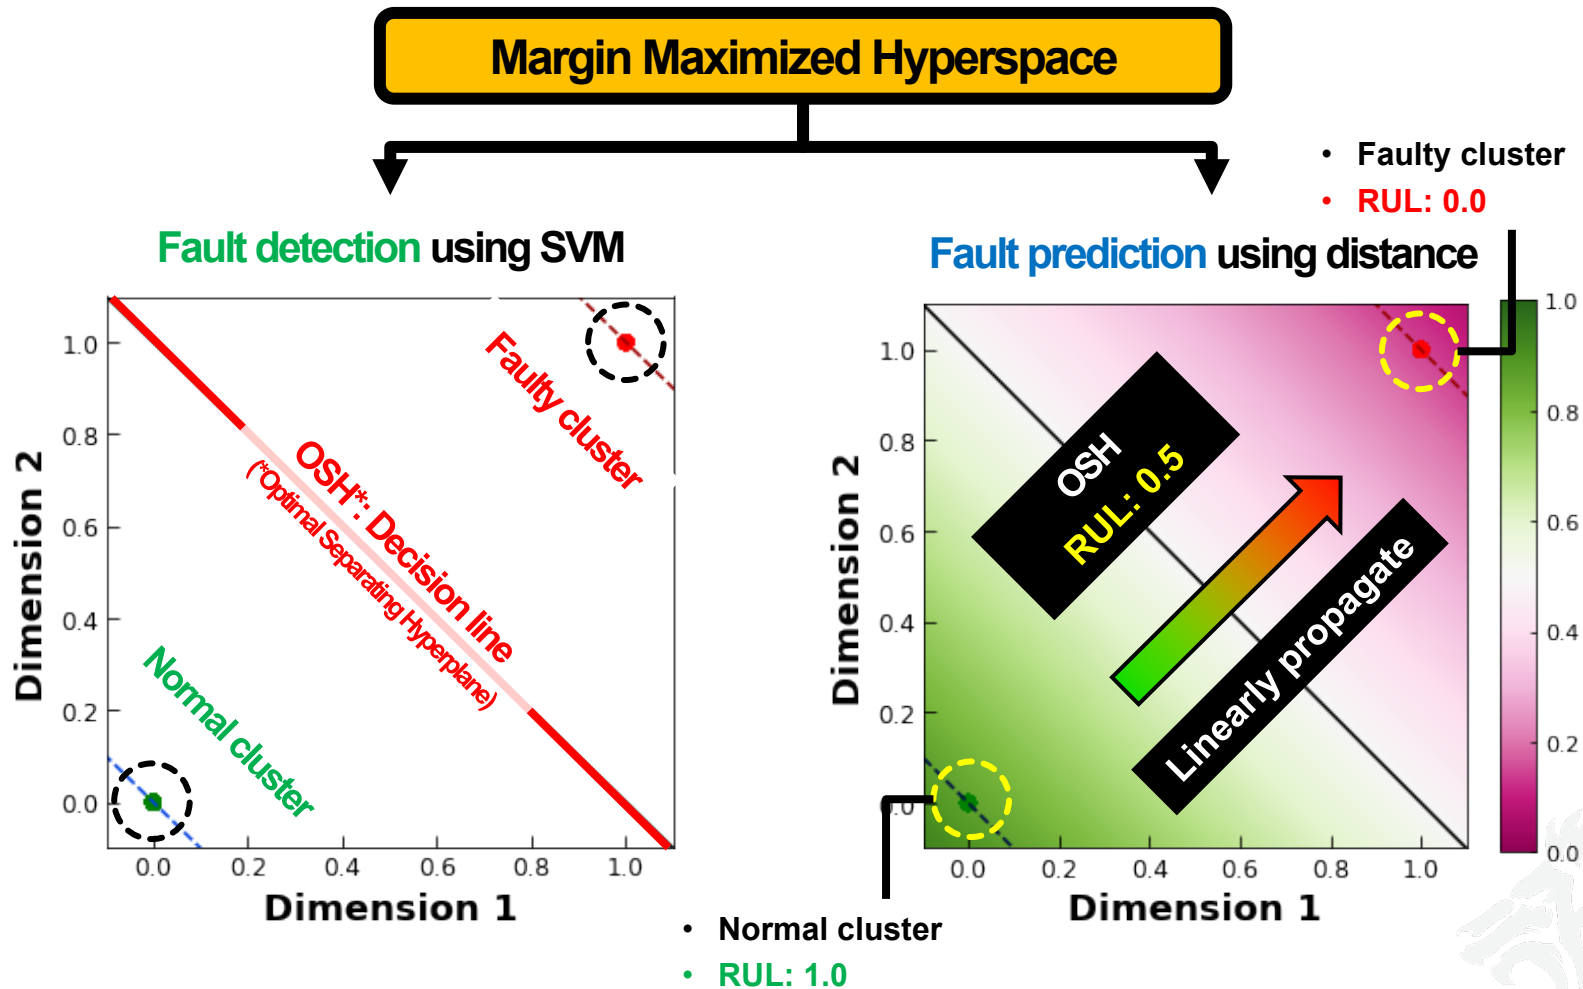 Margin Maximized Hyperspace
• Faulty cluster
• RUL: 0.0
Fault detection using SVM
Fault prediction using distance
1.0
0.8
0.6
0.4
0.2
0.0
Dimension 2
0.0 0.2 0.4 0.6 0.8 1.0
Dimension 1
Faulty cluster
OSH*: Decision line
(*Optimal Separating Hyperplane)
Normal cluster
1.0
0.8
0.6
0.4
0.2
0.0
Dimension 2
0.0 0.2 0.4 0.6 0.8 1.0
Dimension 1
OSH
RUL: 0.5
Linearly propagate
1.0
0.8
0.6
0.4
0.2
0.0
• Normal cluster
• RUL: 1.0